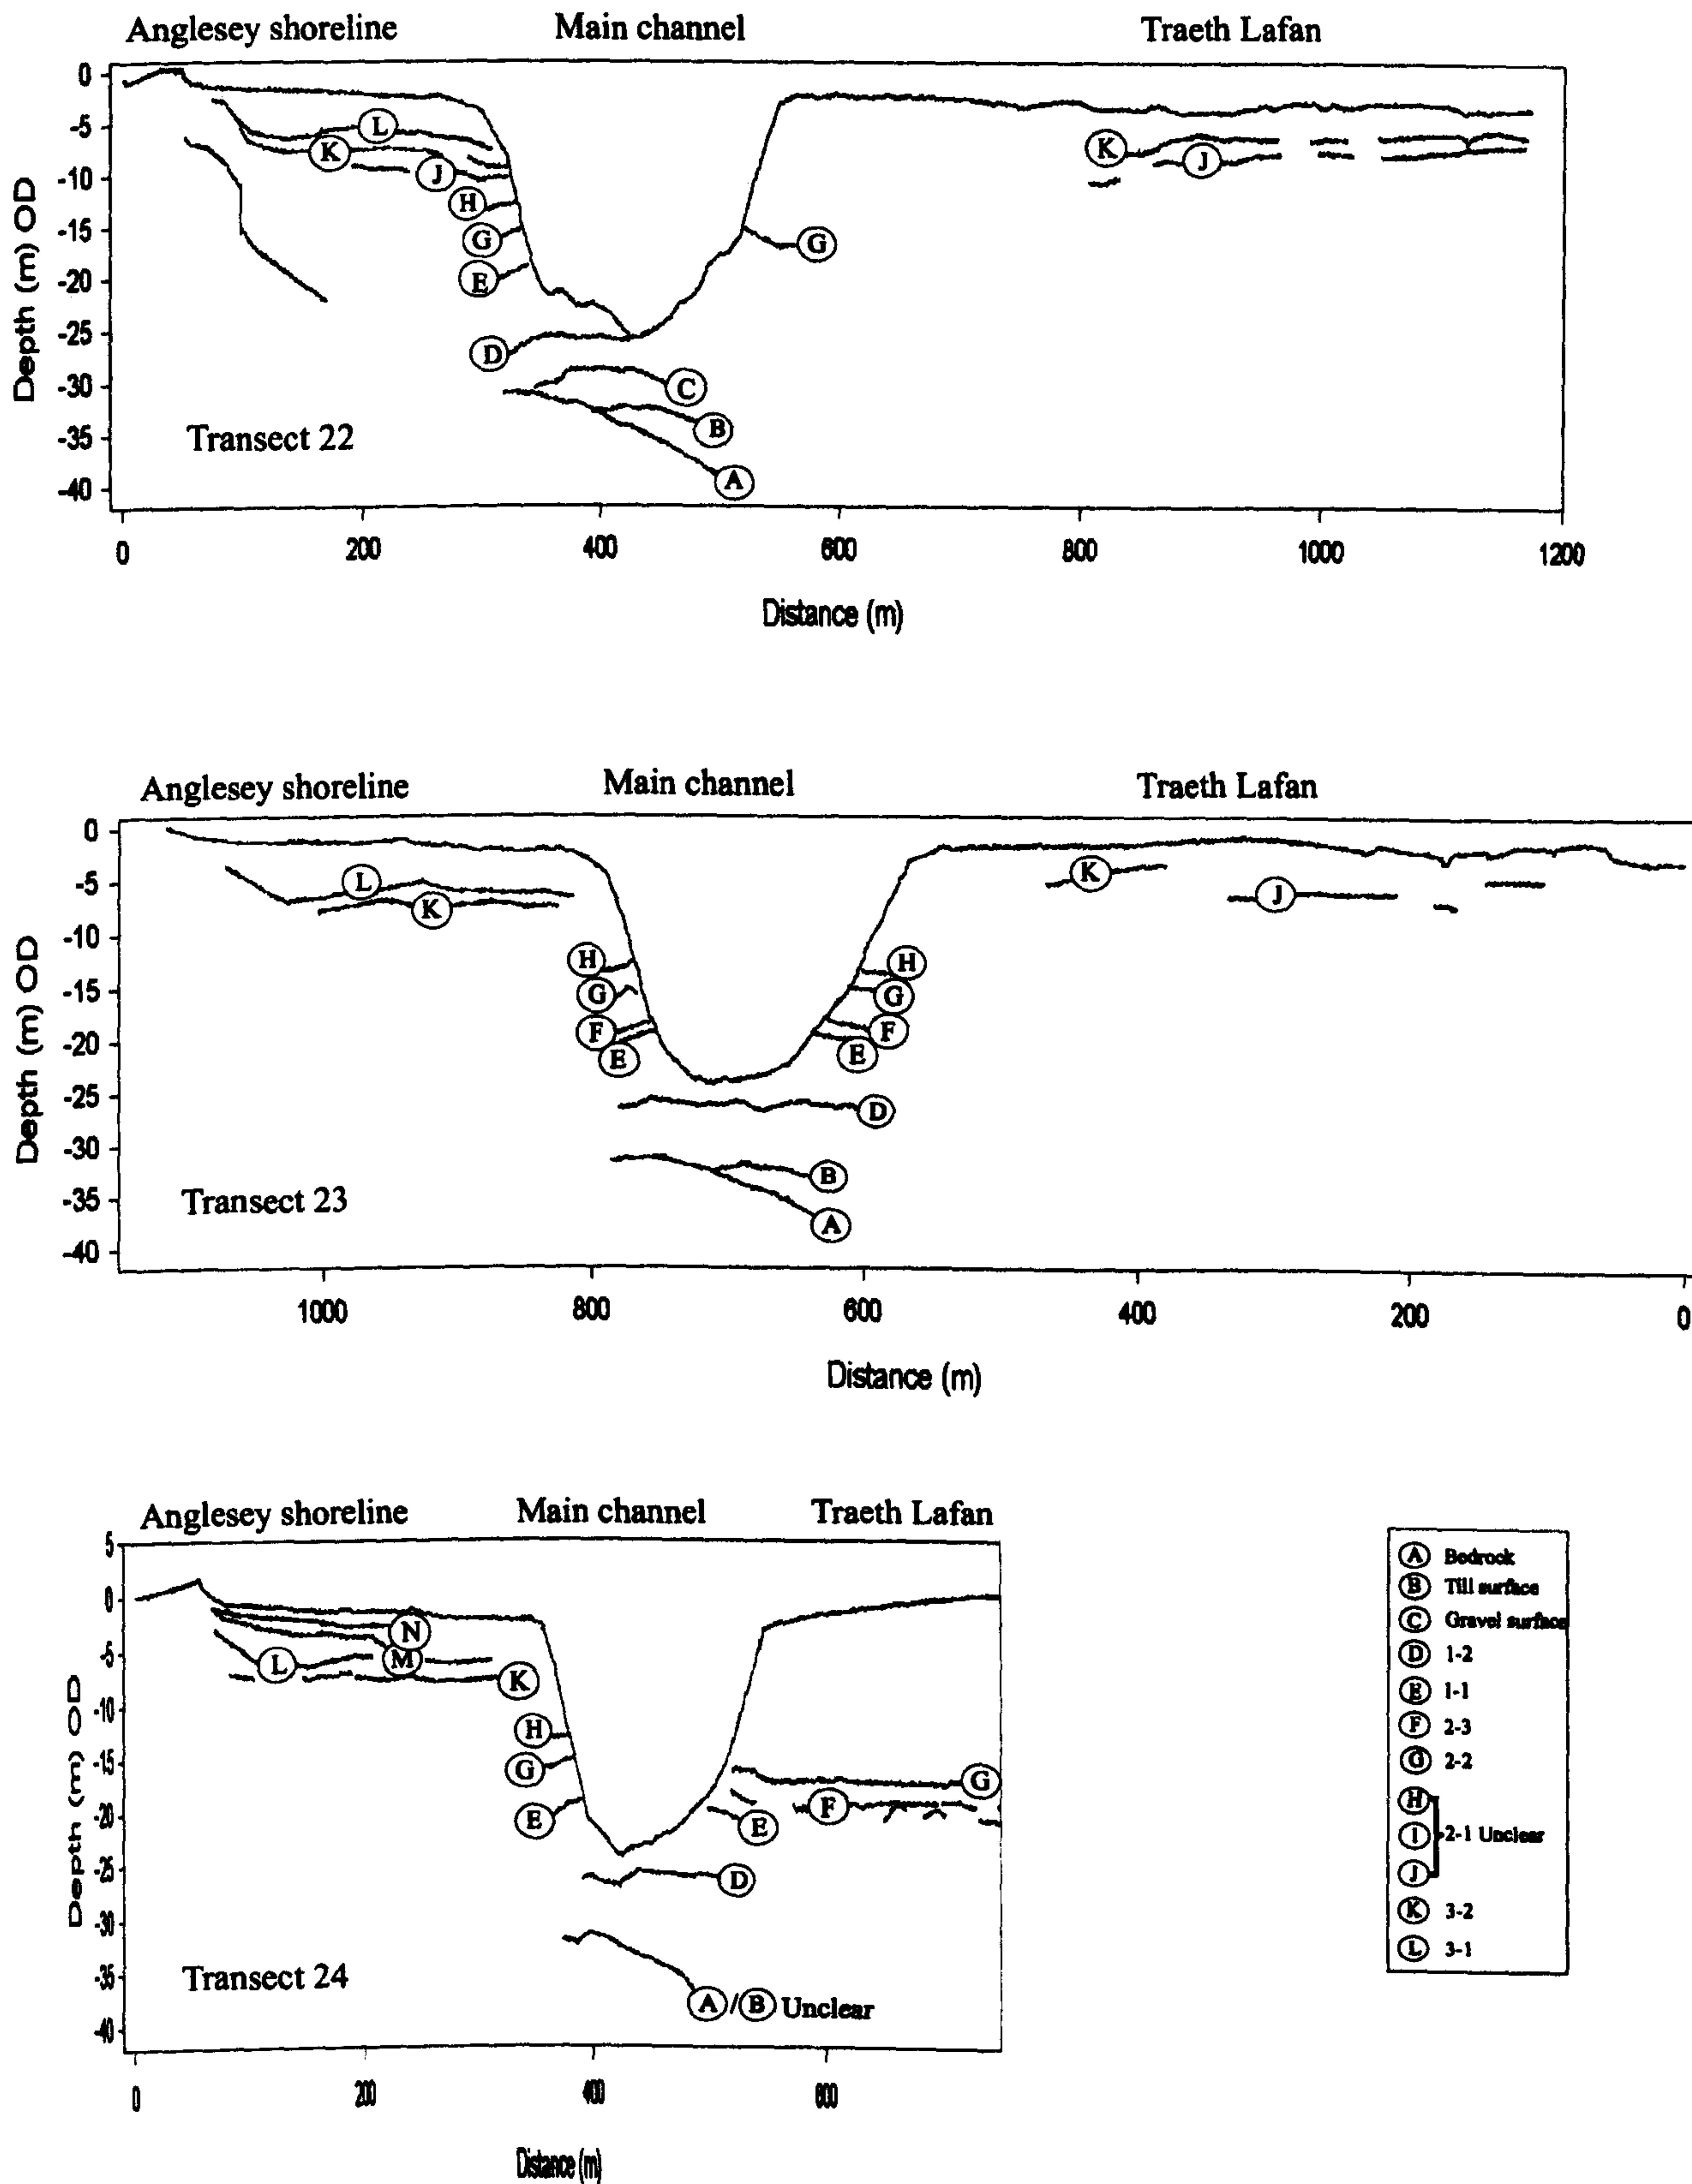 Anglesey shoreline Main channel Traeth Lafan
0
-5
-10
-15
-20
-25
-30
-35
-40
Depth (m) OD
L
K
J
H
G
E
D
C
B
A
G
K
J
Transect 22
0 200 400 600 800 1000 1200
Distance (m)
Anglesey shoreline Main channel Traeth Lafan
0
-5
-10
-15
-20
-25
-30
-35
-40
Depth (m) OD
L
K
H
G
F
E
H
G
F
E
D
B
A
K
J
Transect 23
1000 800 600 400 200 0
Distance (m)
Anglesey shoreline Main channel Traeth Lafan
5
0
-5
-10
-15
-20
-25
-30
-35
-40
Depth (m) OD
N
M
L
K
H
G
E
G
F
E
D
A / B Unclear
Transect 24
0 200 400 600
Distance (m)
A Bedrock
B Till surface
C Gravel surface
D 1-2
E 1-1
F 2-3
G 2-2
H
I 2-1 Unclear
J
K 3-2
L 3-1